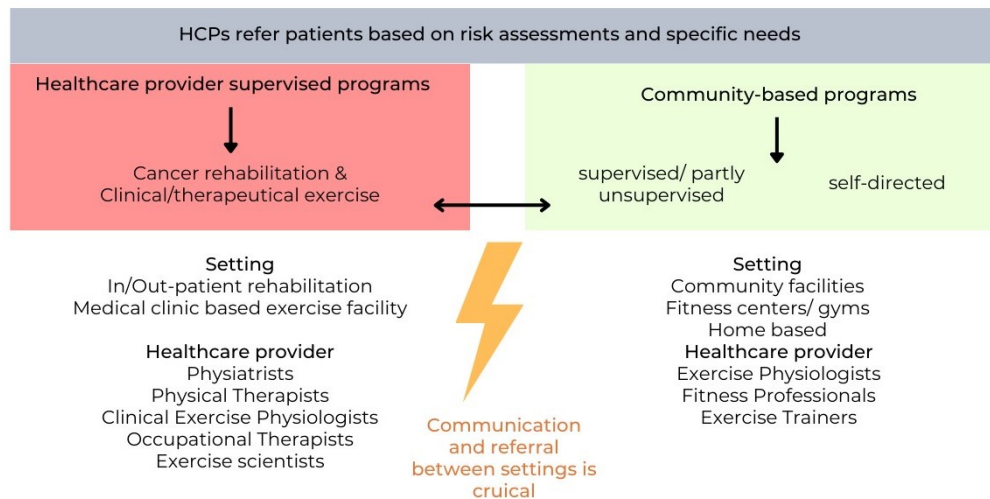 HCPs refer patients based on risk assessments and specific needs
Healthcare provider supervised programs
Cancer rehabilitation &
Clinical/therapeutical exercise
Community-based programs
supervised/ partly
unsupervised
self-directed
Setting
In/Out-patient rehabilitation
Medical clinic based exercise facility
Healthcare provider
Physiatrists
Physical Therapists
Clinical Exercise Physiologists
Occupational Therapists
Exercise scientists
Communication
and referral
between settings is
cruical
Setting
Community facilities
Fitness centers/ gyms
Home based
Healthcare provider
Exercise Physiologists
Fitness Professionals
Exercise Trainers